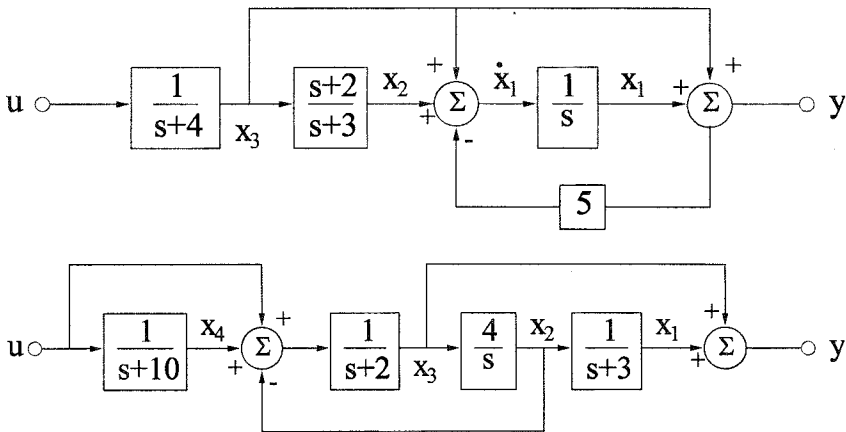 + +
u 1/(s+4) x₃ (s+2)/(s+3) x₂ + Σ ẋ₁ 1/s x₁ + Σ y
-
5
+ +
u 1/(s+10) x₄ + Σ 1/(s+2) x₃ 4/s x₂ 1/(s+3) x₁ + Σ y
-